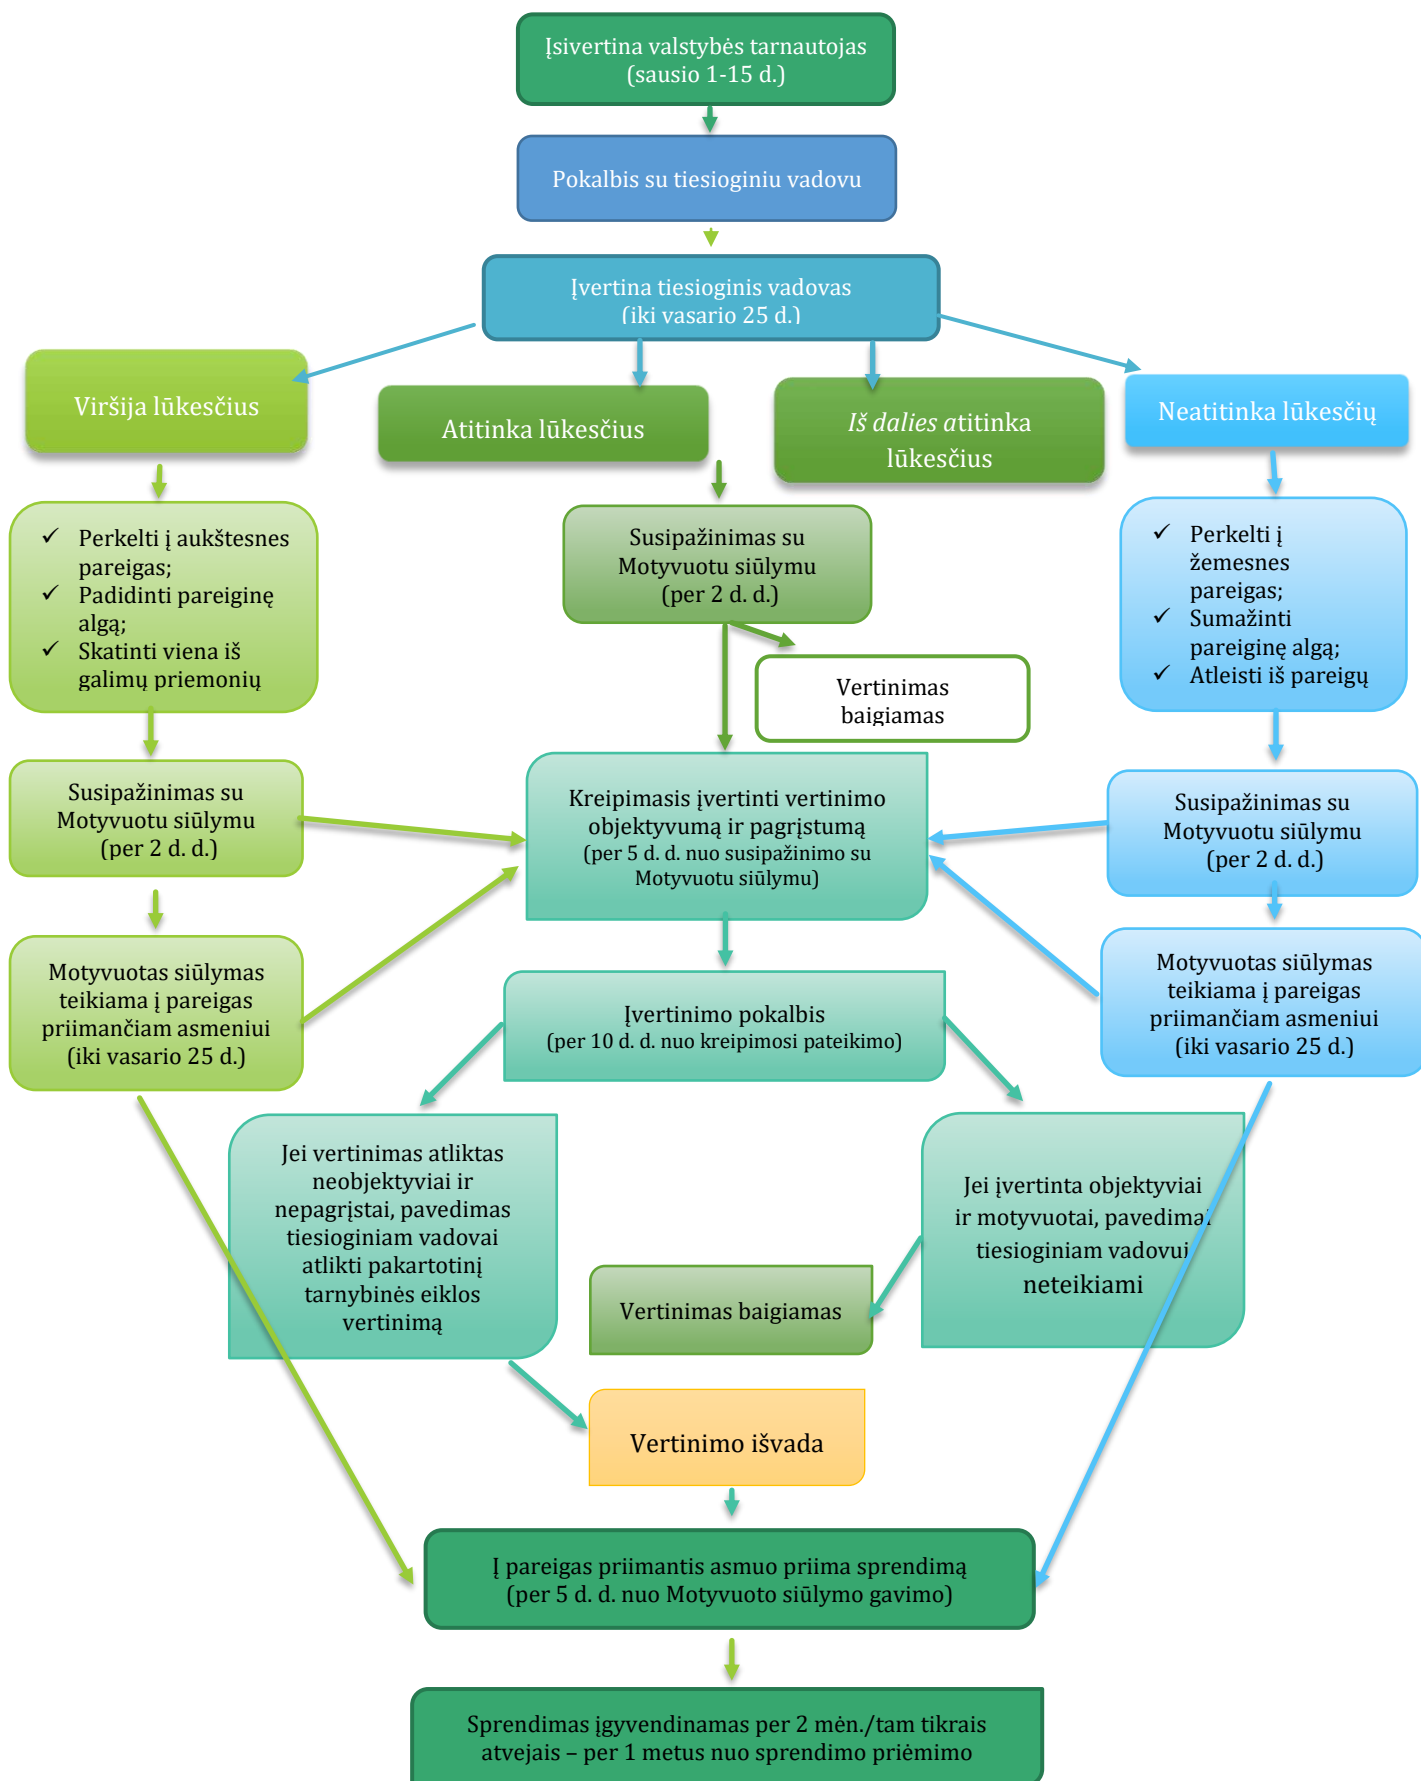 Įsivertina valstybės tarnautojas
(sausio 1-15 d.)
Pokalbis su tiesioginiu vadovu
Įvertina tiesioginis vadovas
(iki vasario 25 d.)
Viršija lūkesčius
Atitinka lūkesčius
Iš dalies atitinka
lūkesčius
Neatitinka lūkesčių
✓ Perkelti į aukštesnes
pareigas;
✓ Padidinti pareiginę
algą;
✓ Skatinti viena iš
galimų priemonių
Susipažinimas su
Motyvuotu siūlymu
(per 2 d. d.)
✓ Perkelti į
žemesnes
pareigas;
✓ Sumažinti
pareiginę algą;
✓ Atleisti iš pareigų
Vertinimas
baigiamas
Susipažinimas su
Motyvuotu siūlymu
(per 2 d. d.)
Kreipimasis įvertinti vertinimo
objektyvumą ir pagrįstumą
(per 5 d. d. nuo susipažinimo su
Motyvuotu siūlymu)
Susipažinimas su
Motyvuotu siūlymu
(per 2 d. d.)
Motyvuotas siūlymas
teikiama į pareigas
priimančiam asmeniui
(iki vasario 25 d.)
Įvertinimo pokalbis
(per 10 d. d. nuo kreipimosi pateikimo)
Motyvuotas siūlymas
teikiama į pareigas
priimančiam asmeniui
(iki vasario 25 d.)
Jei vertinimas atliktas
neobjektyviai ir
nepagrįstai, pavedimas
tiesioginiam vadovai
atlikti pakartotinį
tarnybinės eiklos
vertinimą
Jei įvertinta objektyviai
ir motyvuotai, pavedimai
tiesioginiam vadovui
neteikiami
Vertinimas baigiamas
Vertinimo išvada
Į pareigas priimantis asmuo priima sprendimą
(per 5 d. d. nuo Motyvuoto siūlymo gavimo)
Sprendimas įgyvendinamas per 2 mėn./tam tikrais
atvejais – per 1 metus nuo sprendimo priėmimo